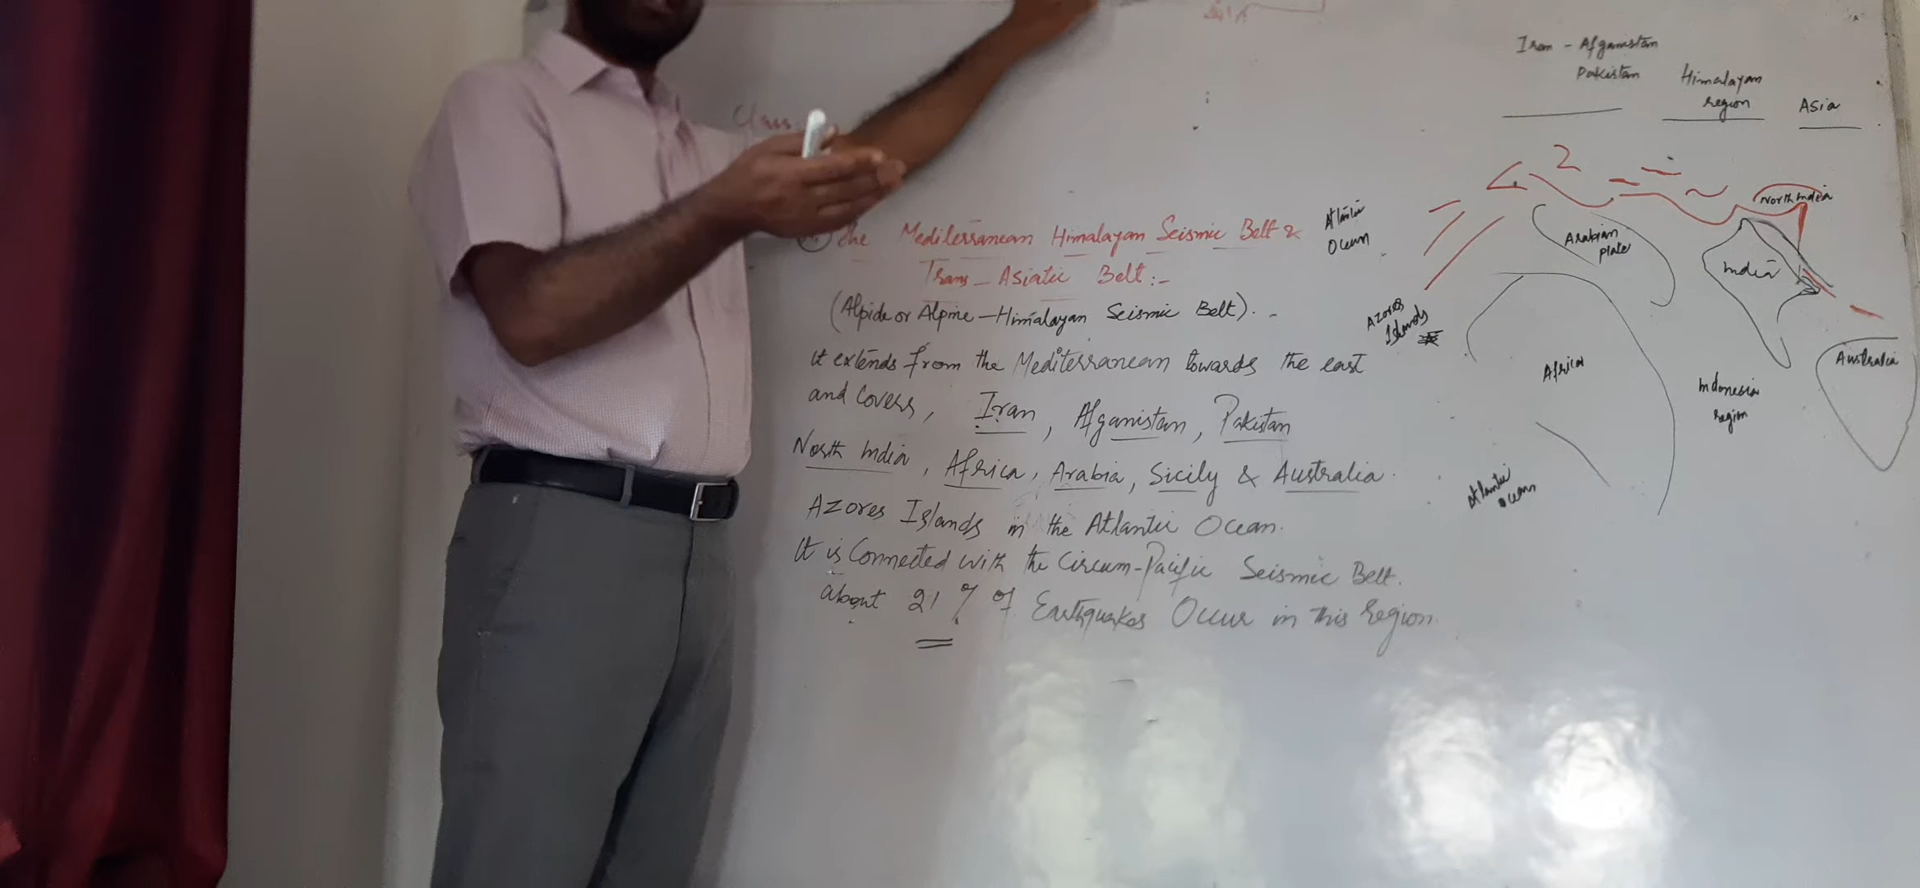 Class
The Mediterranean Himalayan Seismic Belt &
Trans-Asiatic Belt:-
(Alpide or Alpine-Himalayan Seismic Belt).
It extends from the Mediterranean towards the east
and Covers, Iran, Afganistan, Pakistan
North India, Africa, Arabia, Sicily & Australia.
Azores Islands in the Atlantic Ocean.
It is Connected with the Circum-Pacific Seismic Belt.
about 21% of Earthquakes Occur in this region.
Iran - Afganistan
Pakistan
Himalayan
region
Asia
Atlantic
Ocean
North India
Arabian
plate
India
Azores
Islands
Africa
Indonesia
region
Australia
Atlantic
Ocean